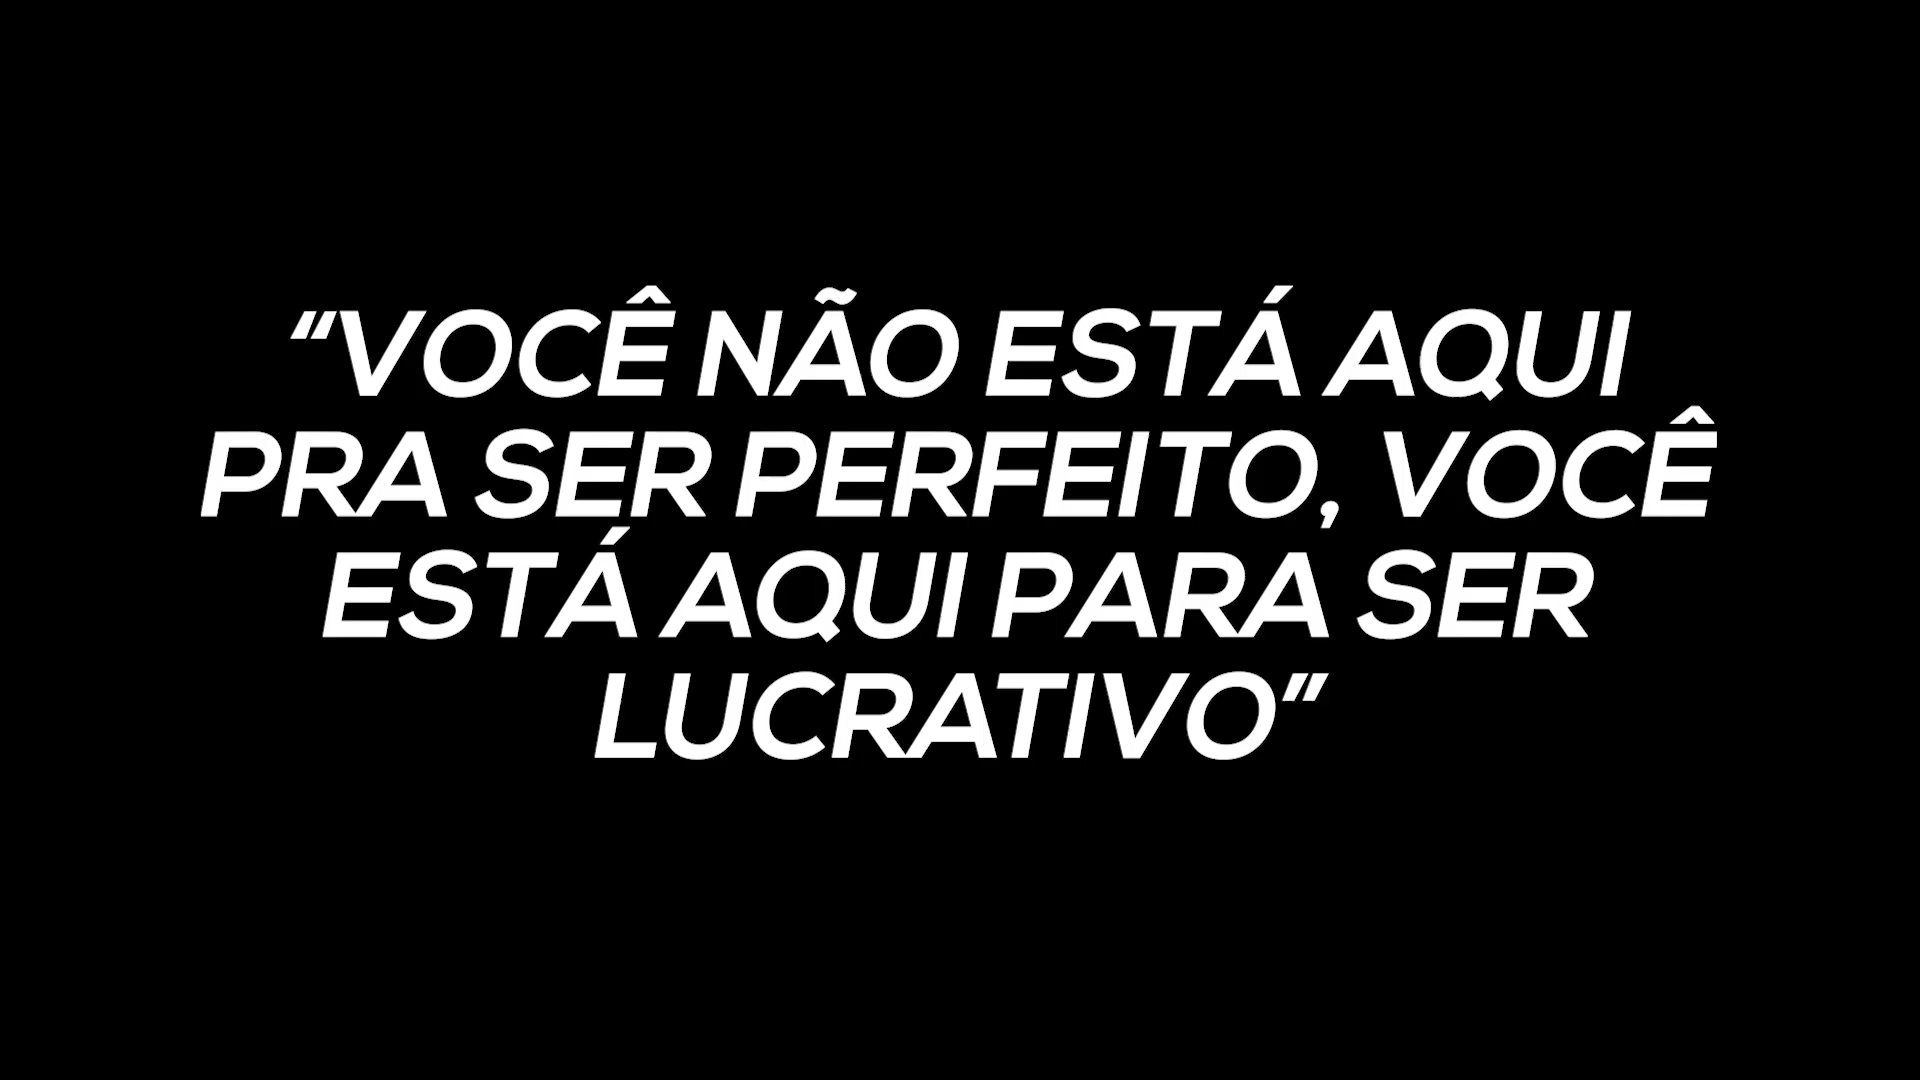 “VOCÊ NÃO ESTÁ AQUI
PRA SER PERFEITO, VOCÊ
ESTÁ AQUI PARA SER
LUCRATIVO”